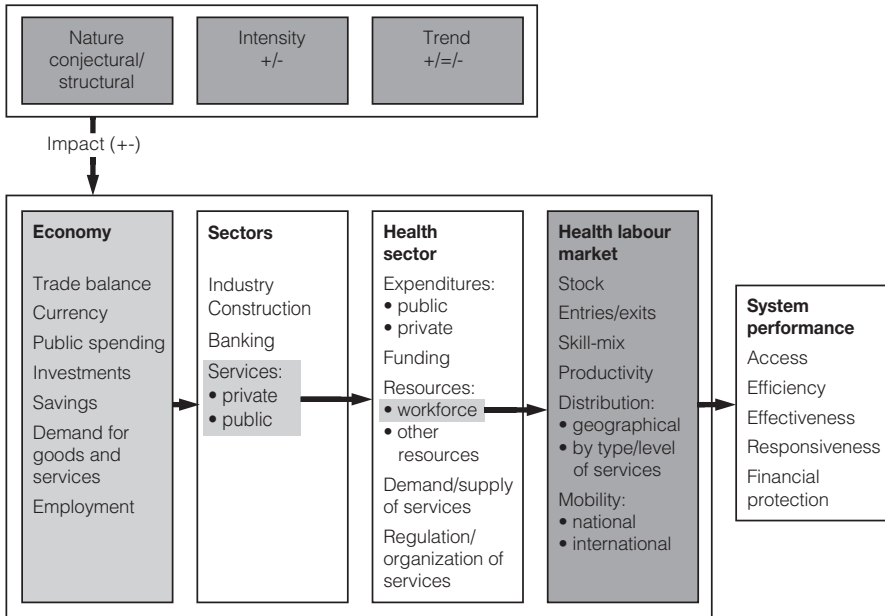 Nature
conjectural/
structural
Intensity
+/-
Trend
+/=/-
Impact (+-)
Economy
Trade balance
Currency
Public spending
Investments
Savings
Demand for
goods and
services
Employment
Sectors
Industry
Construction
Banking
Services:
• private
• public
Health
sector
Expenditures:
• public
• private
Funding
Resources:
• workforce
• other
resources
Demand/supply
of services
Regulation/
organization of
services
Health labour
market
Stock
Entries/exits
Skill-mix
Productivity
Distribution:
• geographical
• by type/level
of services
Mobility:
• national
• international
System
performance
Access
Efficiency
Effectiveness
Responsiveness
Financial
protection